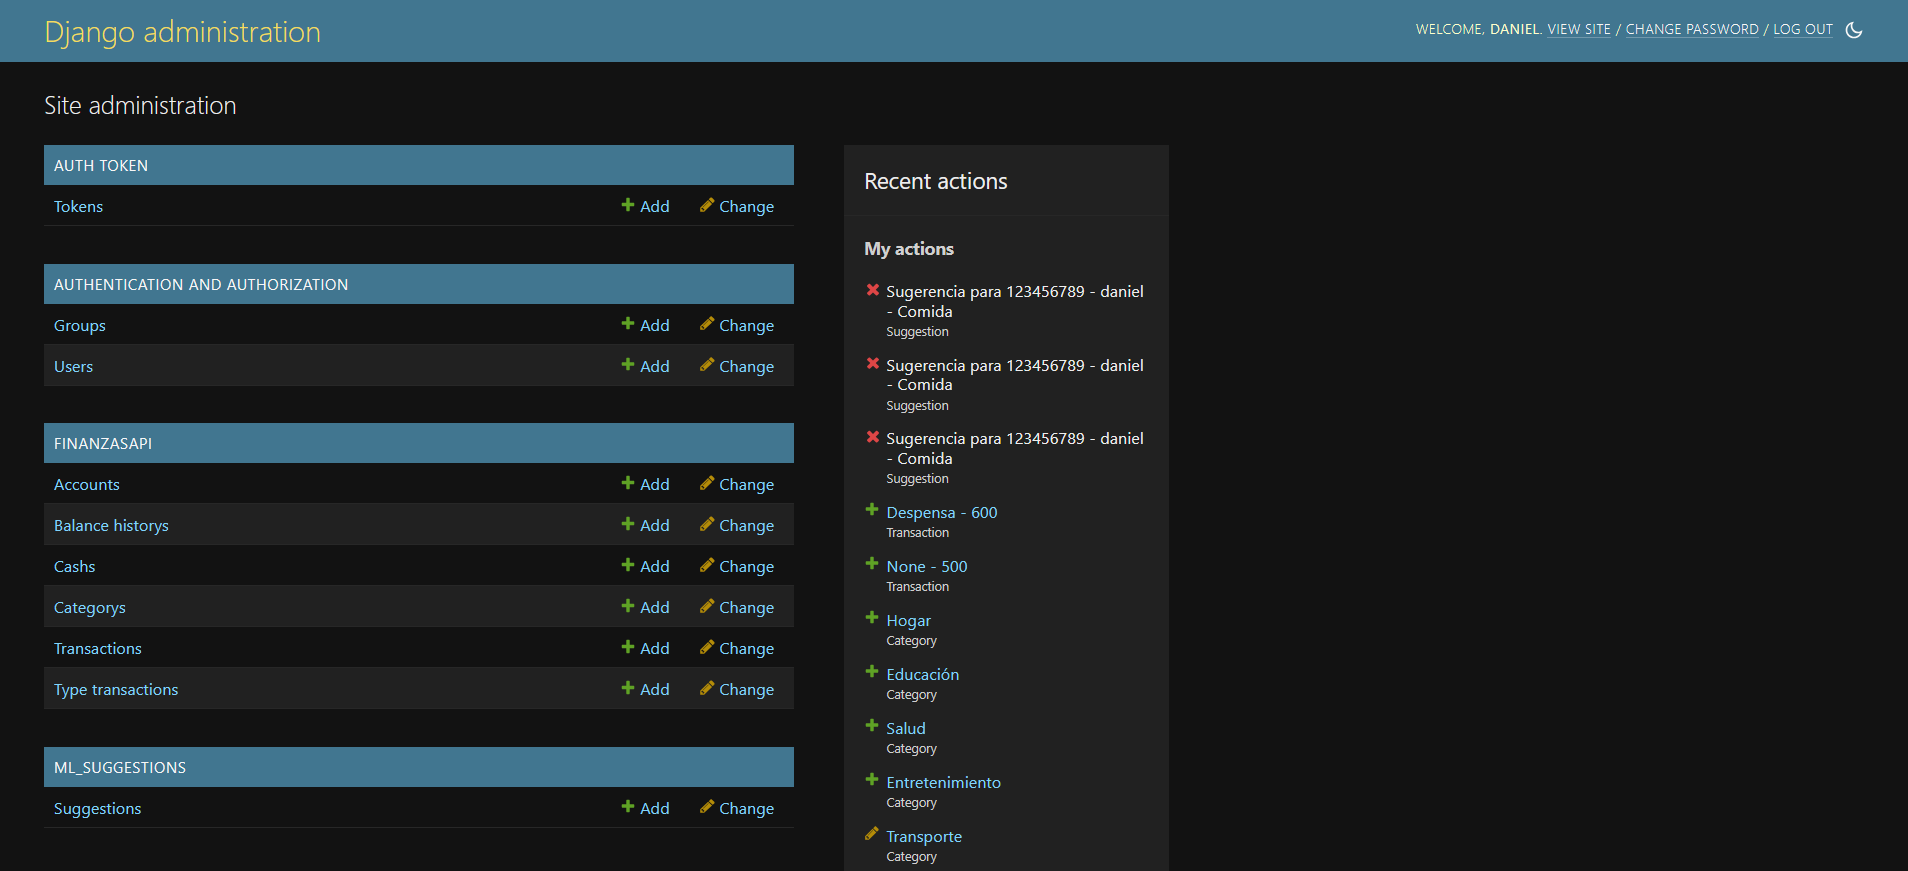 Django administration
WELCOME, DANIEL. VIEW SITE / CHANGE PASSWORD / LOG OUT
Site administration
AUTH TOKEN
Tokens Add Change
AUTHENTICATION AND AUTHORIZATION
Groups Add Change
Users Add Change
FINANZASAPI
Accounts Add Change
Balance historys Add Change
Cashs Add Change
Categorys Add Change
Transactions Add Change
Type transactions Add Change
ML_SUGGESTIONS
Suggestions Add Change
Recent actions
My actions
Sugerencia para 123456789 - daniel
- Comida
Suggestion
Sugerencia para 123456789 - daniel
- Comida
Suggestion
Sugerencia para 123456789 - daniel
- Comida
Suggestion
Despensa - 600
Transaction
None - 500
Transaction
Hogar
Category
Educación
Category
Salud
Category
Entretenimiento
Category
Transporte
Category